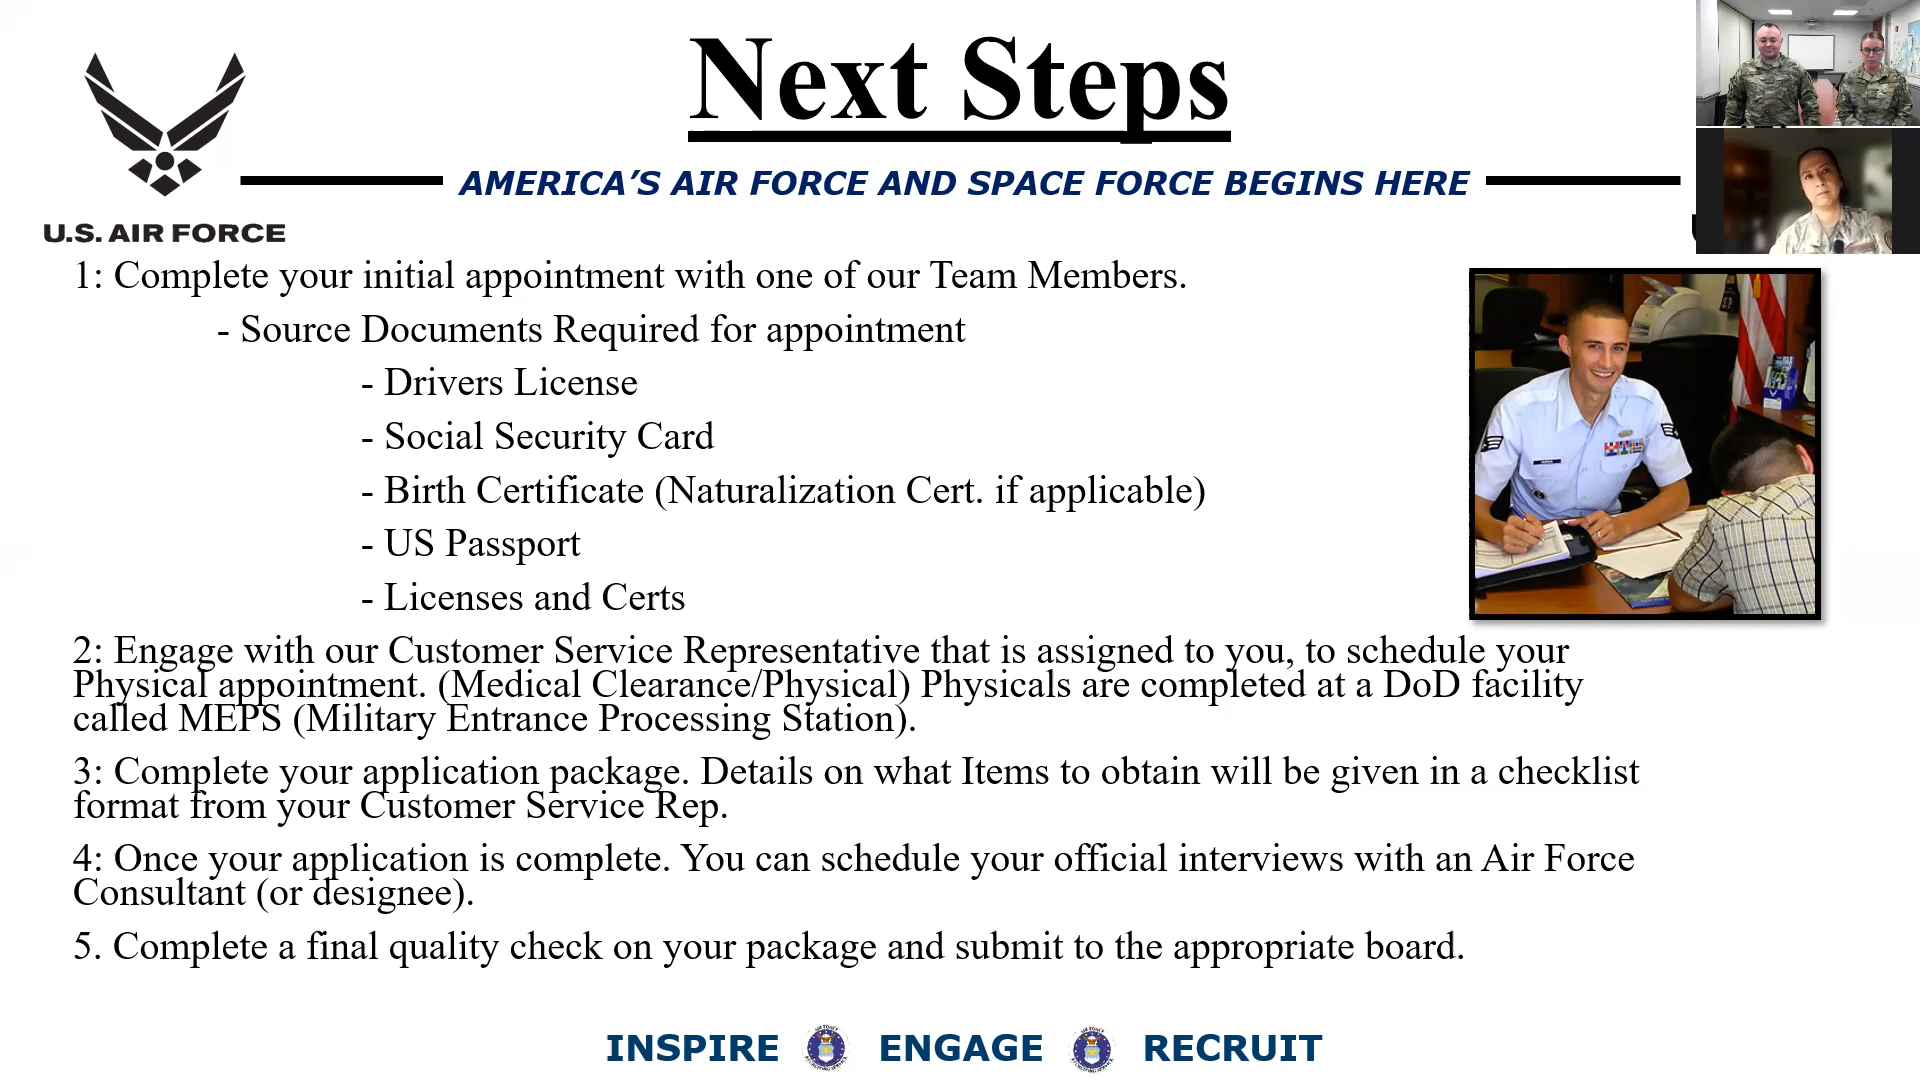 Next Steps
AMERICA’S AIR FORCE AND SPACE FORCE BEGINS HERE
U.S. AIR FORCE
1: Complete your initial appointment with one of our Team Members.
- Source Documents Required for appointment
- Drivers License
- Social Security Card
- Birth Certificate (Naturalization Cert. if applicable)
- US Passport
- Licenses and Certs
2: Engage with our Customer Service Representative that is assigned to you, to schedule your
Physical appointment. (Medical Clearance/Physical) Physicals are completed at a DoD facility
called MEPS (Military Entrance Processing Station).
3: Complete your application package. Details on what Items to obtain will be given in a checklist
format from your Customer Service Rep.
4: Once your application is complete. You can schedule your official interviews with an Air Force
Consultant (or designee).
5. Complete a final quality check on your package and submit to the appropriate board.
INSPIRE ENGAGE RECRUIT